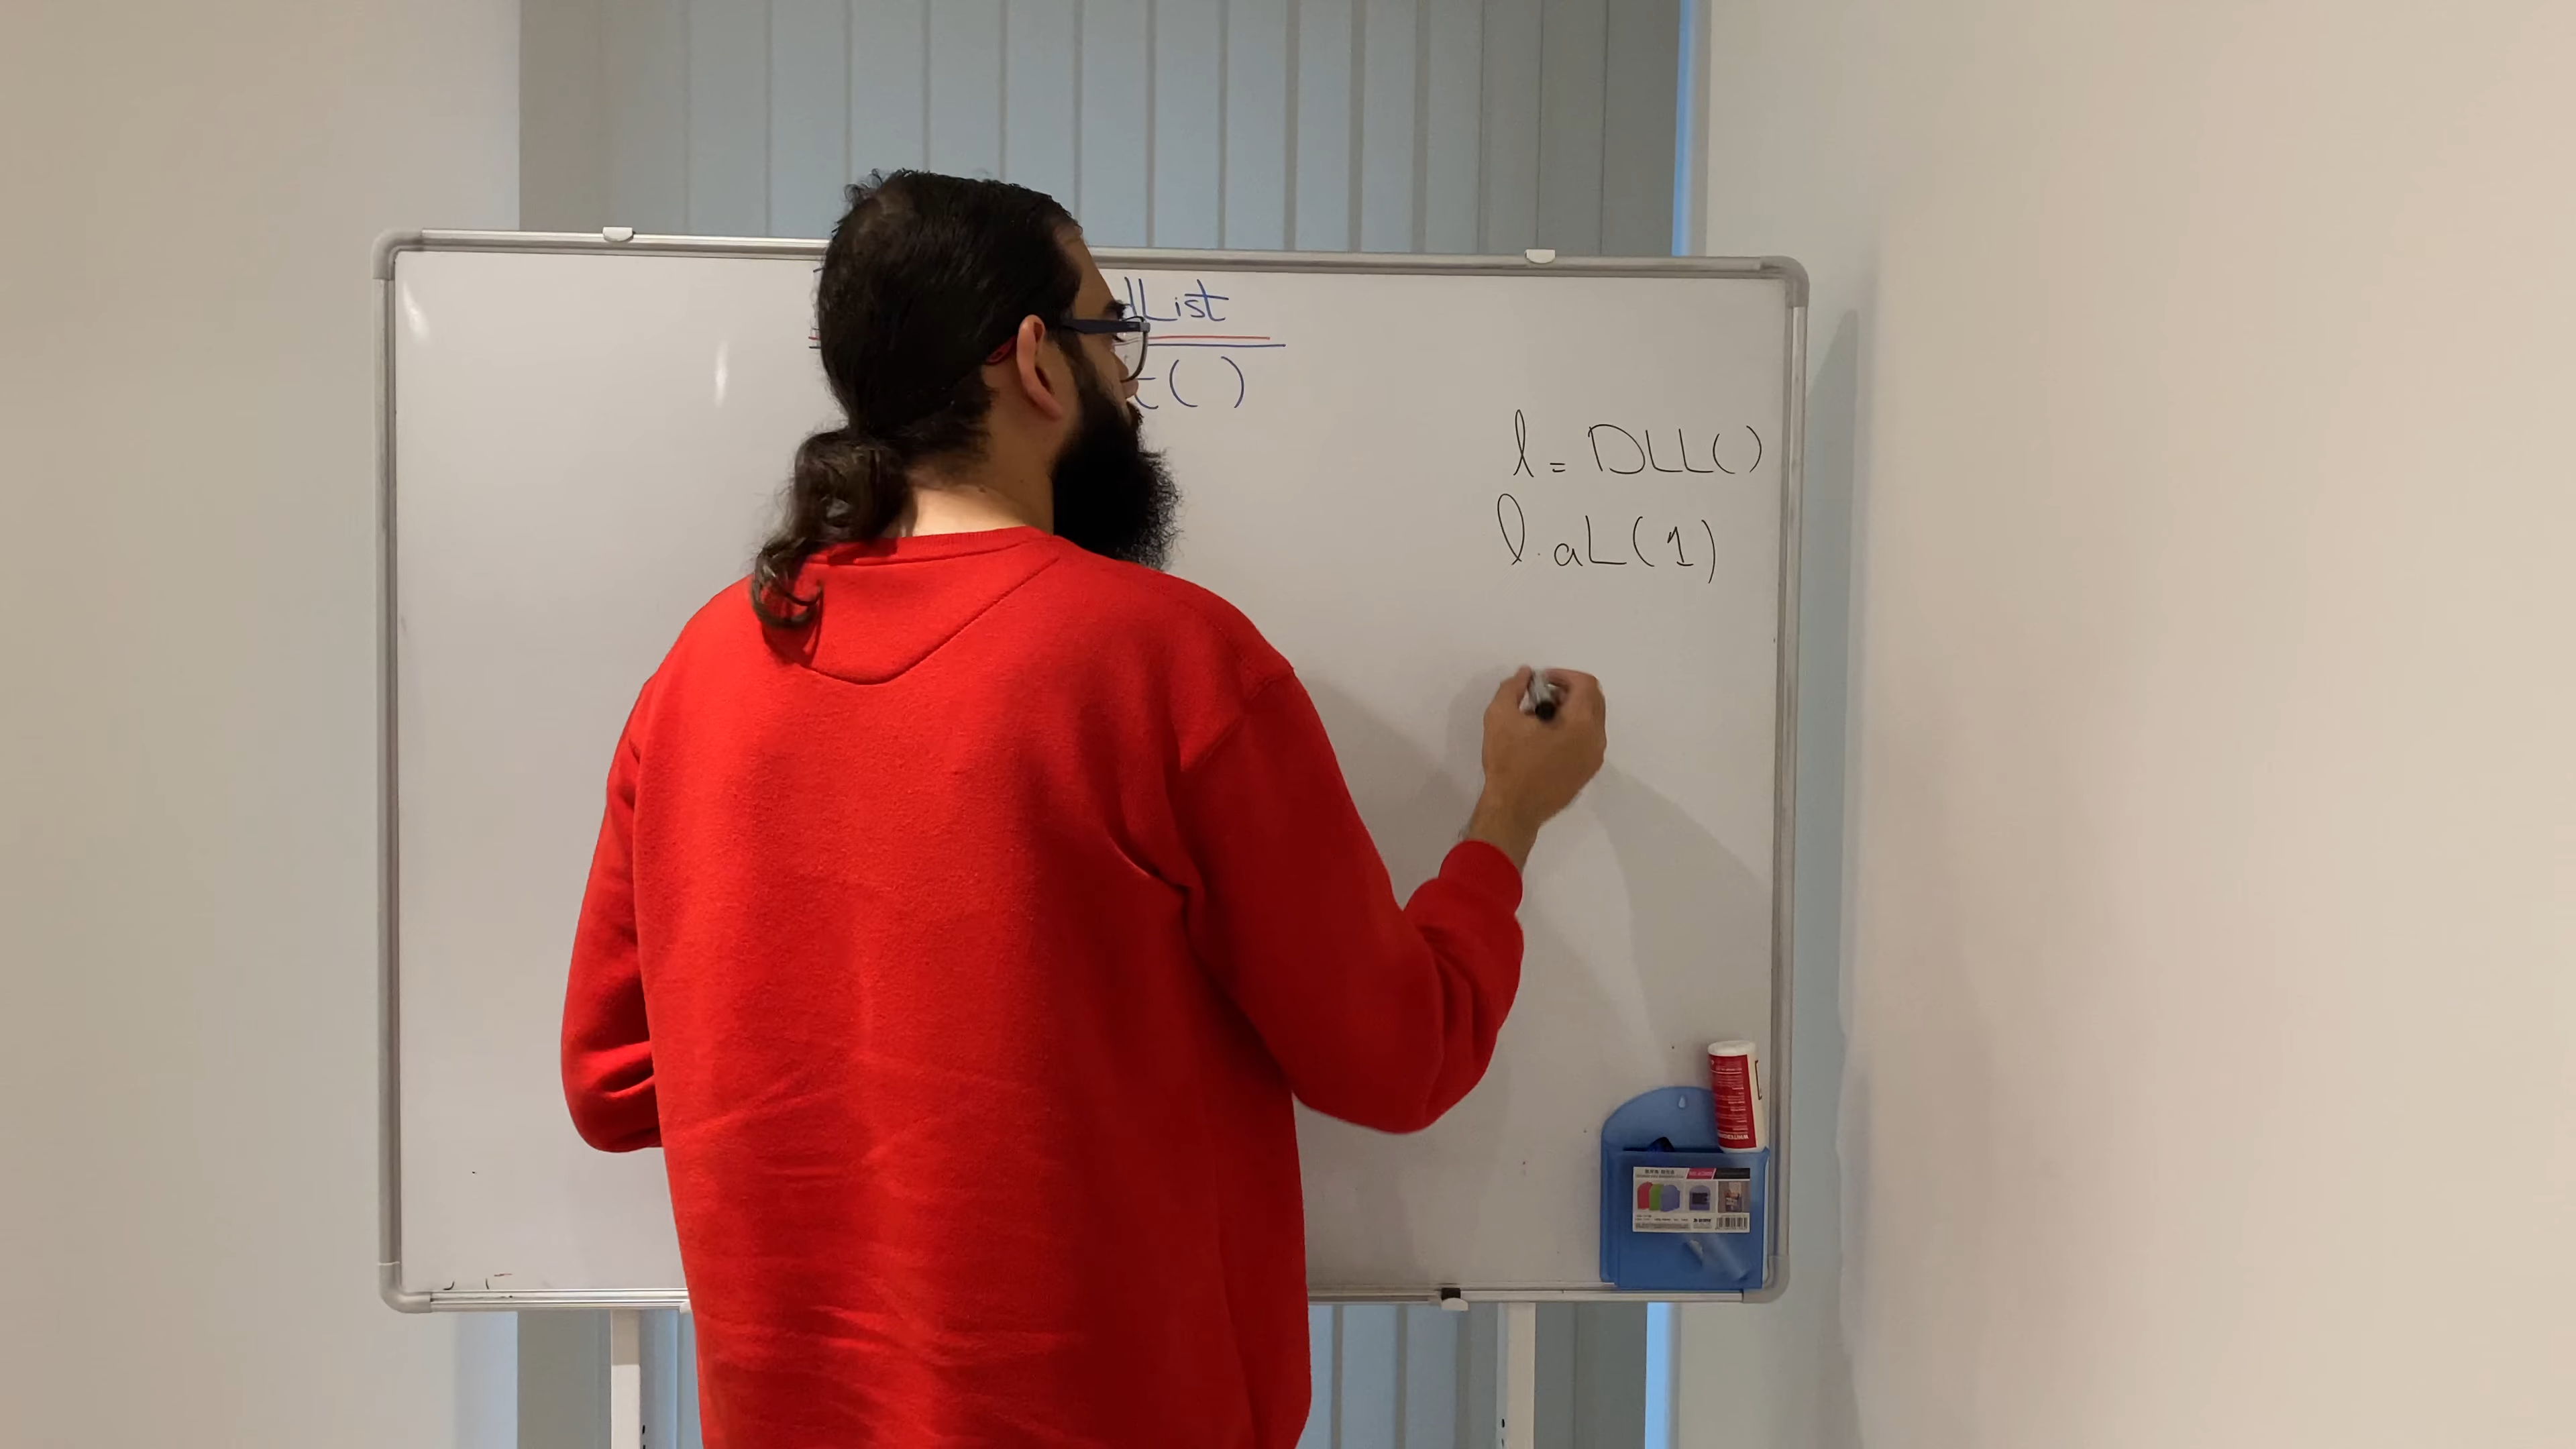 dList
t( )
l = DLL()
l.aL(1)